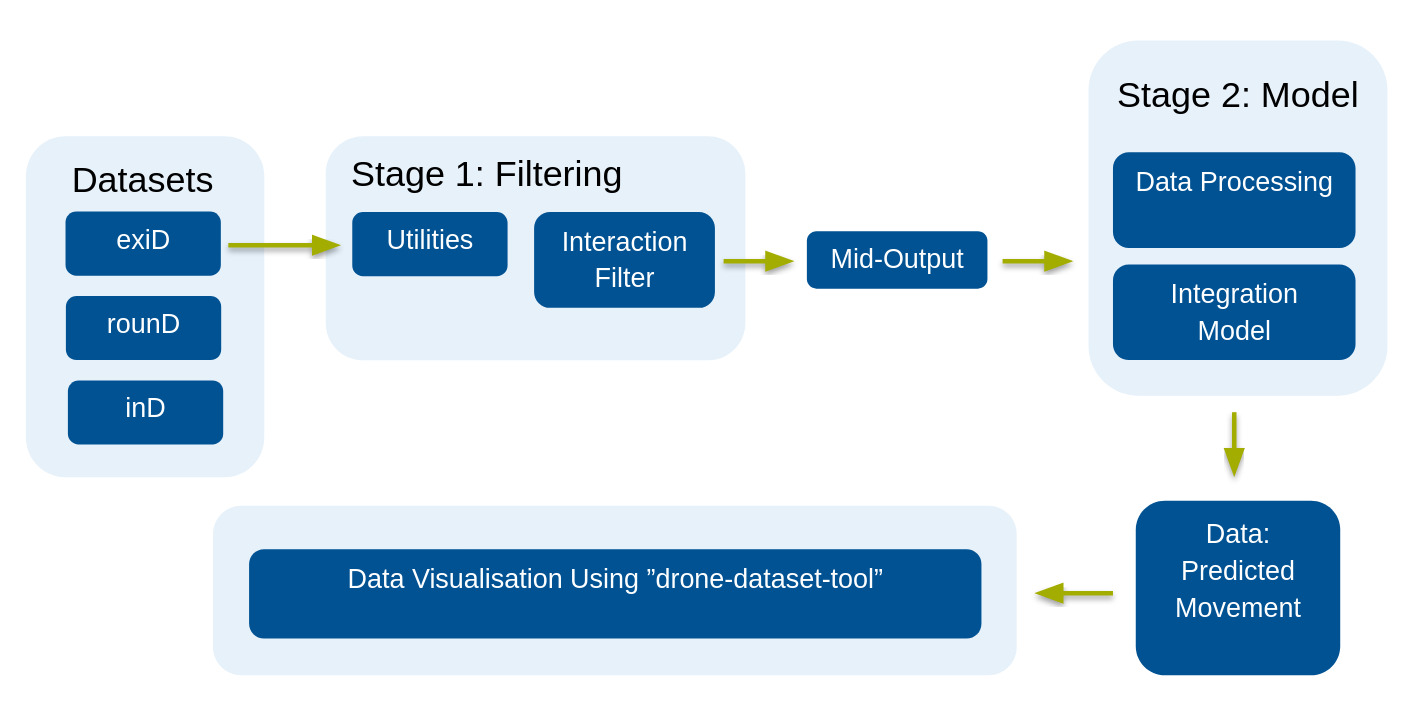 Datasets
exiD
rounD
inD
Stage 1: Filtering
Utilities
Interaction
Filter
Mid-Output
Stage 2: Model
Data Processing
Integration
Model
Data:
Predicted
Movement
Data Visualisation Using ”drone-dataset-tool”